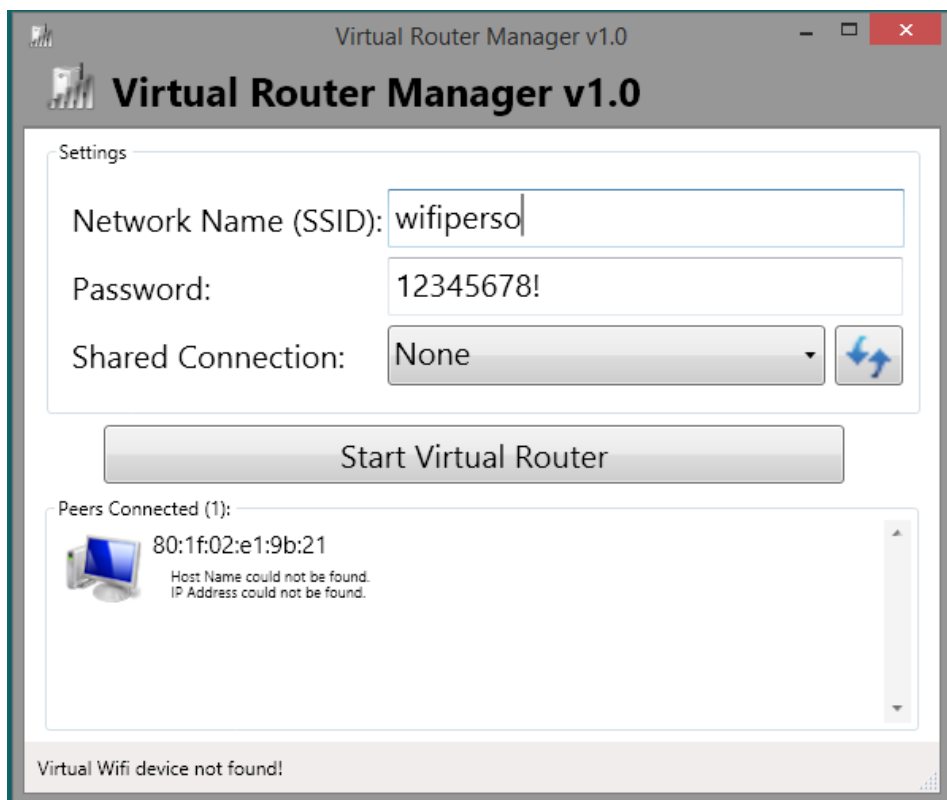 Virtual Router Manager v1.0
Virtual Router Manager v1.0
Settings
Network Name (SSID): wifiperso
Password: 12345678!
Shared Connection: None
Start Virtual Router
Peers Connected (1):
80:1f:02:e1:9b:21
Host Name could not be found.
IP Address could not be found.
Virtual Wifi device not found!